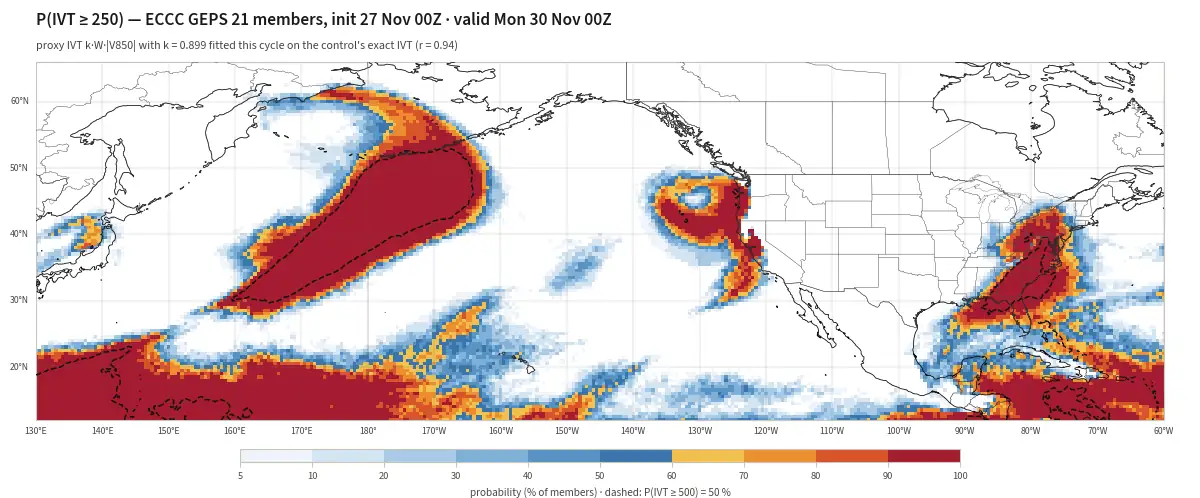 P(IVT ≥ 250) — ECCC GEPS 21 members, init 27 Nov 00Z · valid Mon 30 Nov 00Z
proxy IVT k·W·|V850| with k = 0.899 fitted this cycle on the control's exact IVT (r = 0.94)
60°N
50°N
40°N
30°N
20°N
130°E 140°E 150°E 160°E 170°E 180° 170°W 160°W 150°W 140°W 130°W 120°W 110°W 100°W 90°W 80°W 70°W 60°W
5 10 20 30 40 50 60 70 80 90 100
probability (% of members) · dashed: P(IVT ≥ 500) = 50 %